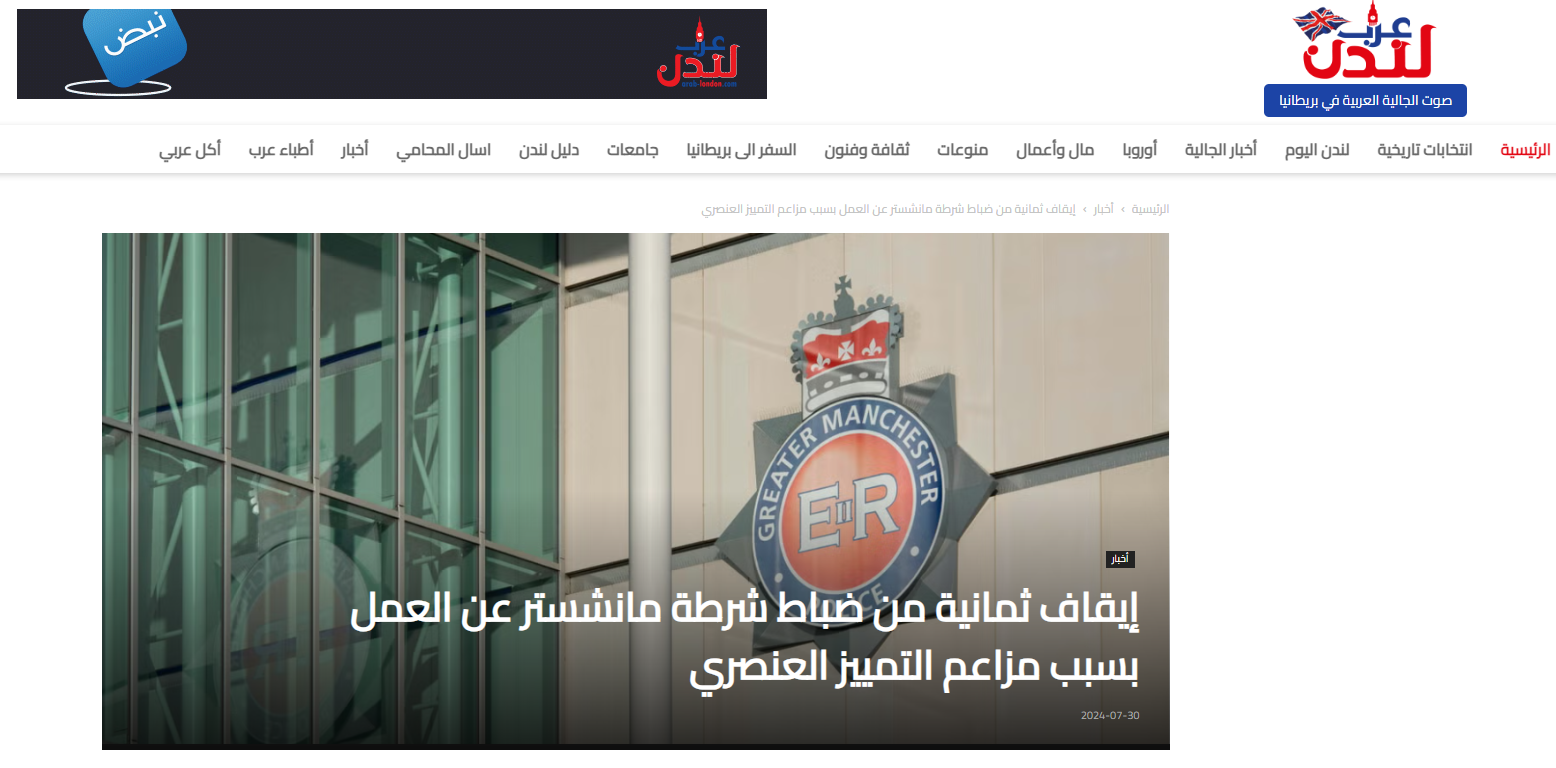 نبض
عرب
لندن
arab-london.com
عرب
لندن
صوت الجالية العربية في بريطانيا
الرئيسية انتخابات تاريخية لندن اليوم أخبار الجالية أوروبا مال وأعمال منوعات ثقافة وفنون السفر الى بريطانيا جامعات دليل لندن اسال المحامي أخبار أطباء عرب أكل عربي
الرئيسية › أخبار › إيقاف ثمانية من ضباط شرطة مانشستر عن العمل بسبب مزاعم التمييز العنصري
GREATER MANCHESTER
EIIR
POLICE
أخبار
إيقاف ثمانية من ضباط شرطة مانشستر عن العمل
بسبب مزاعم التمييز العنصري
2024-07-30